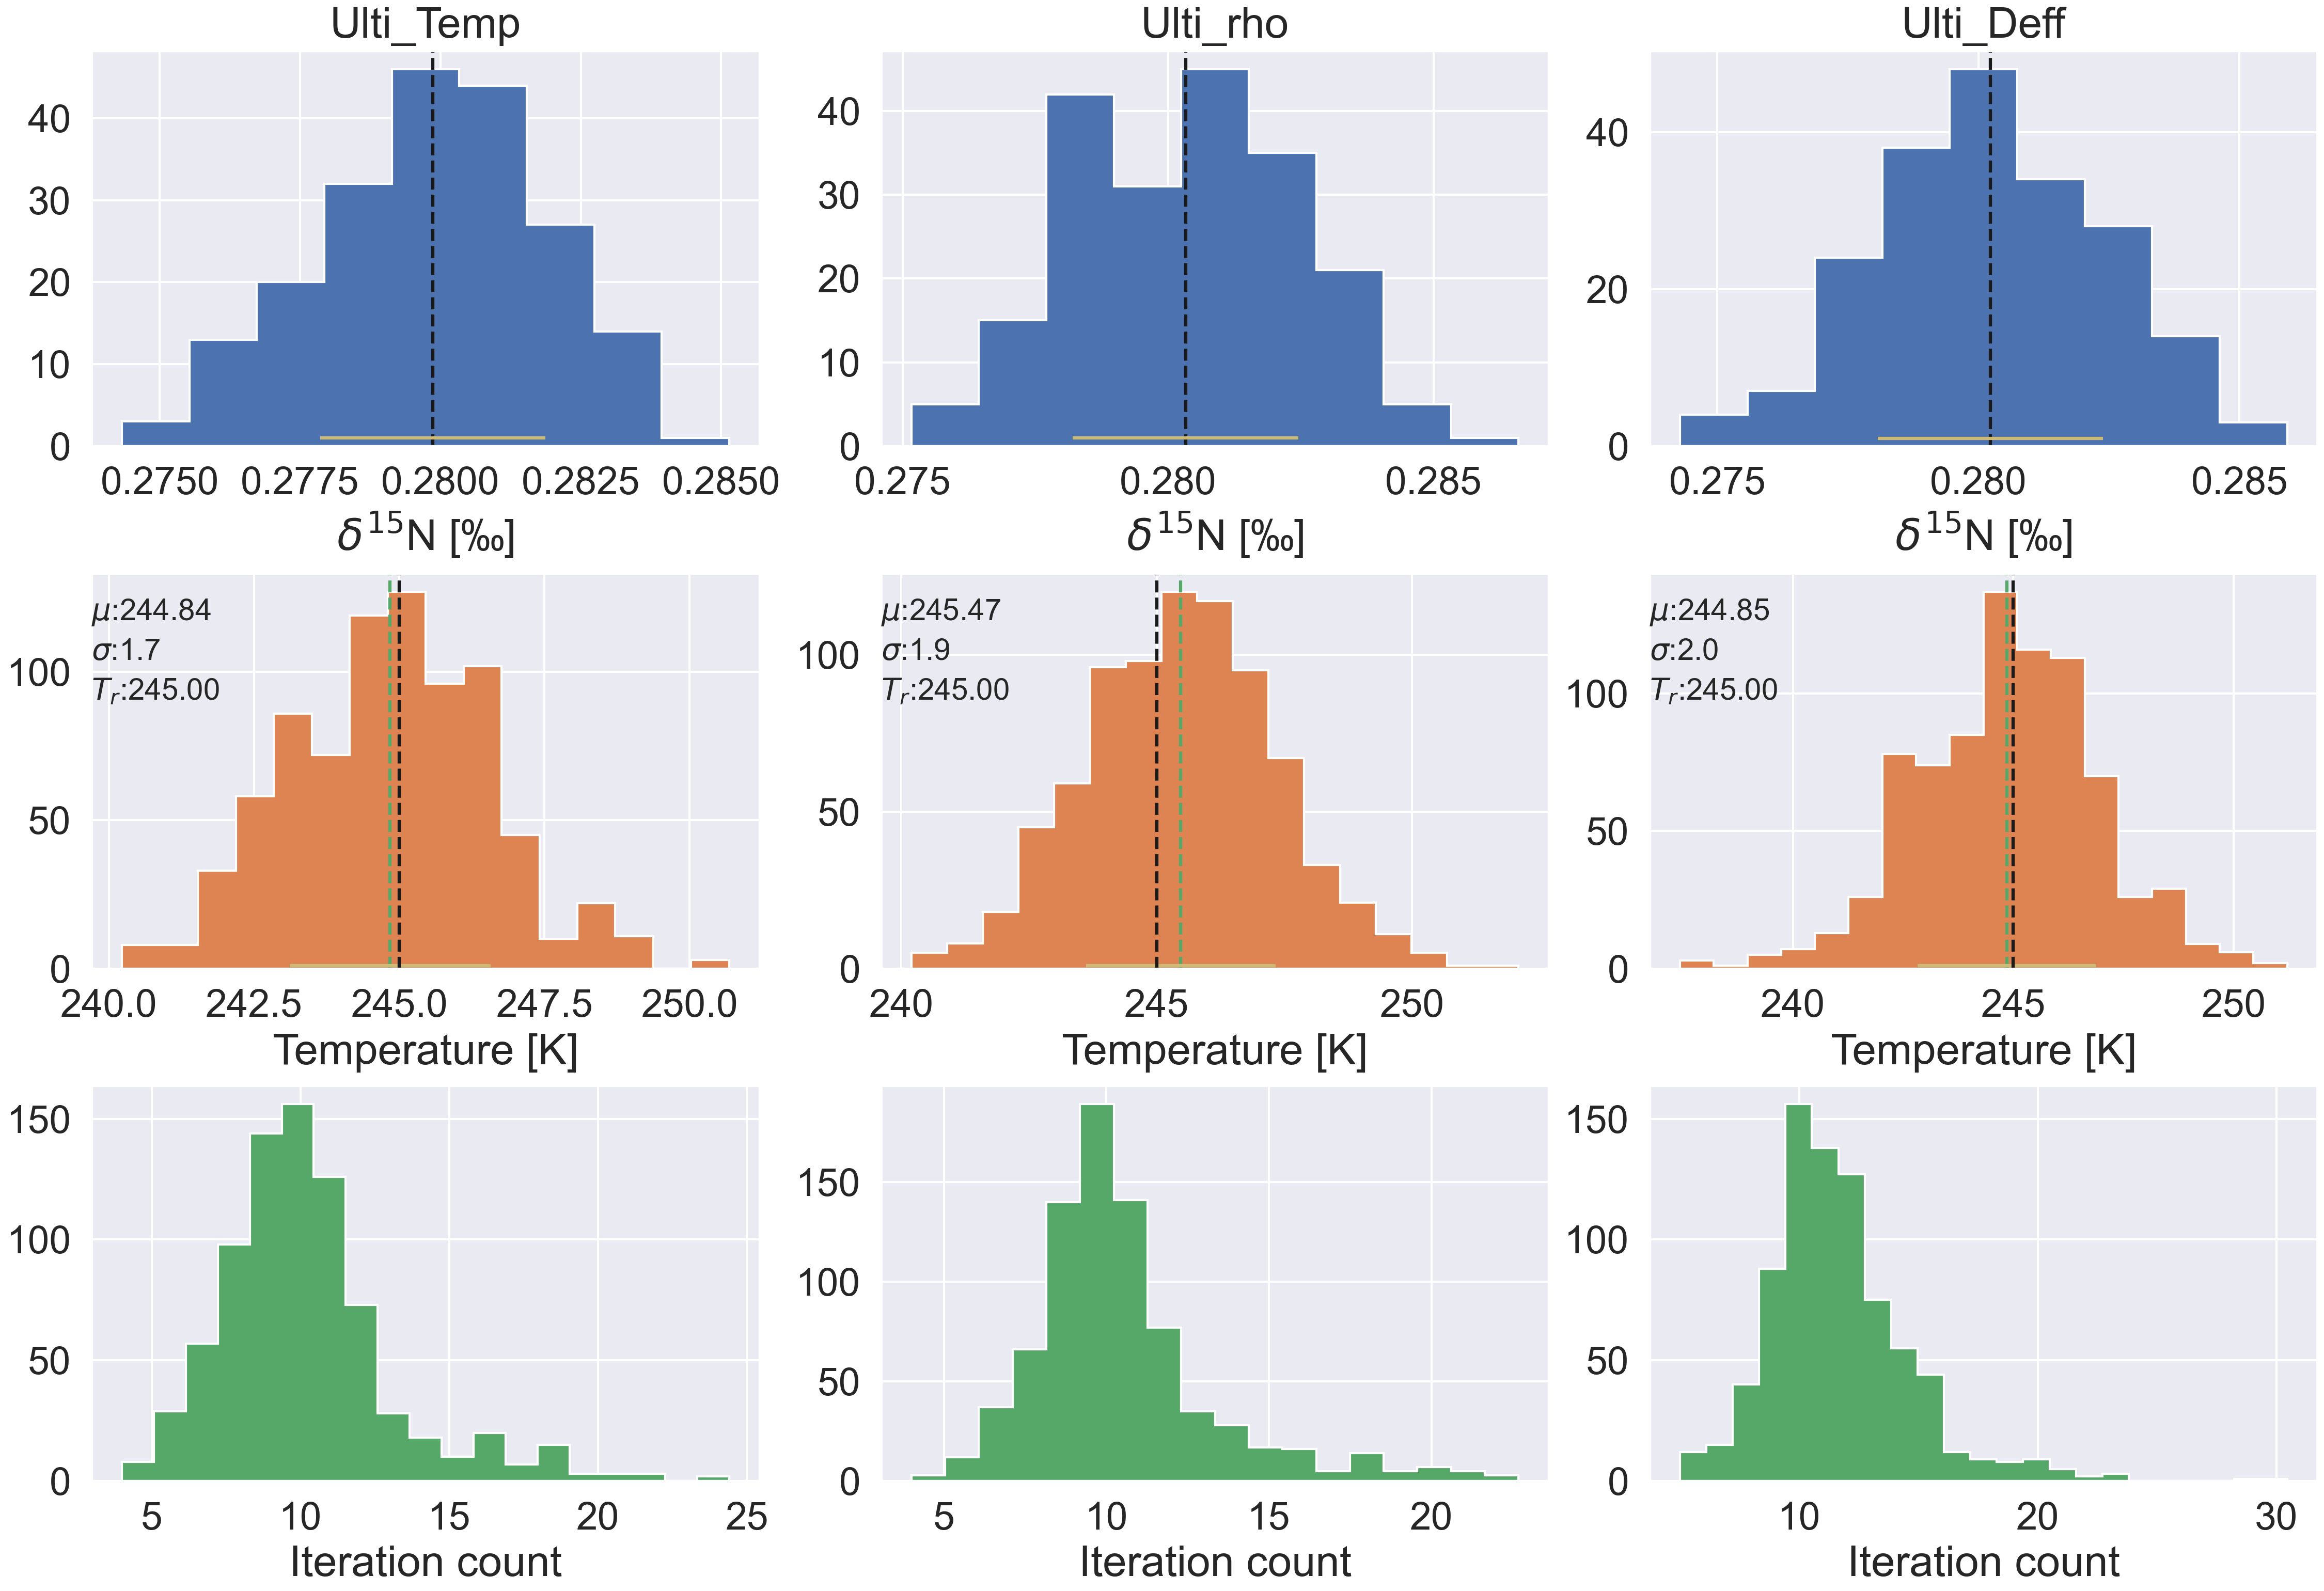 Ulti_Temp Ulti_rho Ulti_Deff
40
30
20
10
0
0.2750 0.2775 0.2800 0.2825 0.2850
δ¹⁵N [‰]
40
30
20
10
0
0.275 0.280 0.285
δ¹⁵N [‰]
40
20
0
0.275 0.280 0.285
δ¹⁵N [‰]
μ:244.84
σ:1.7
Tᵣ:245.00
100
50
0
240.0 242.5 245.0 247.5 250.0
Temperature [K]
μ:245.47
σ:1.9
Tᵣ:245.00
100
50
0
240 245 250
Temperature [K]
μ:244.85
σ:2.0
Tᵣ:245.00
100
50
0
240 245 250
Temperature [K]
150
100
50
0
5 10 15 20 25
Iteration count
150
100
50
0
5 10 15 20
Iteration count
150
100
50
0
10 20 30
Iteration count